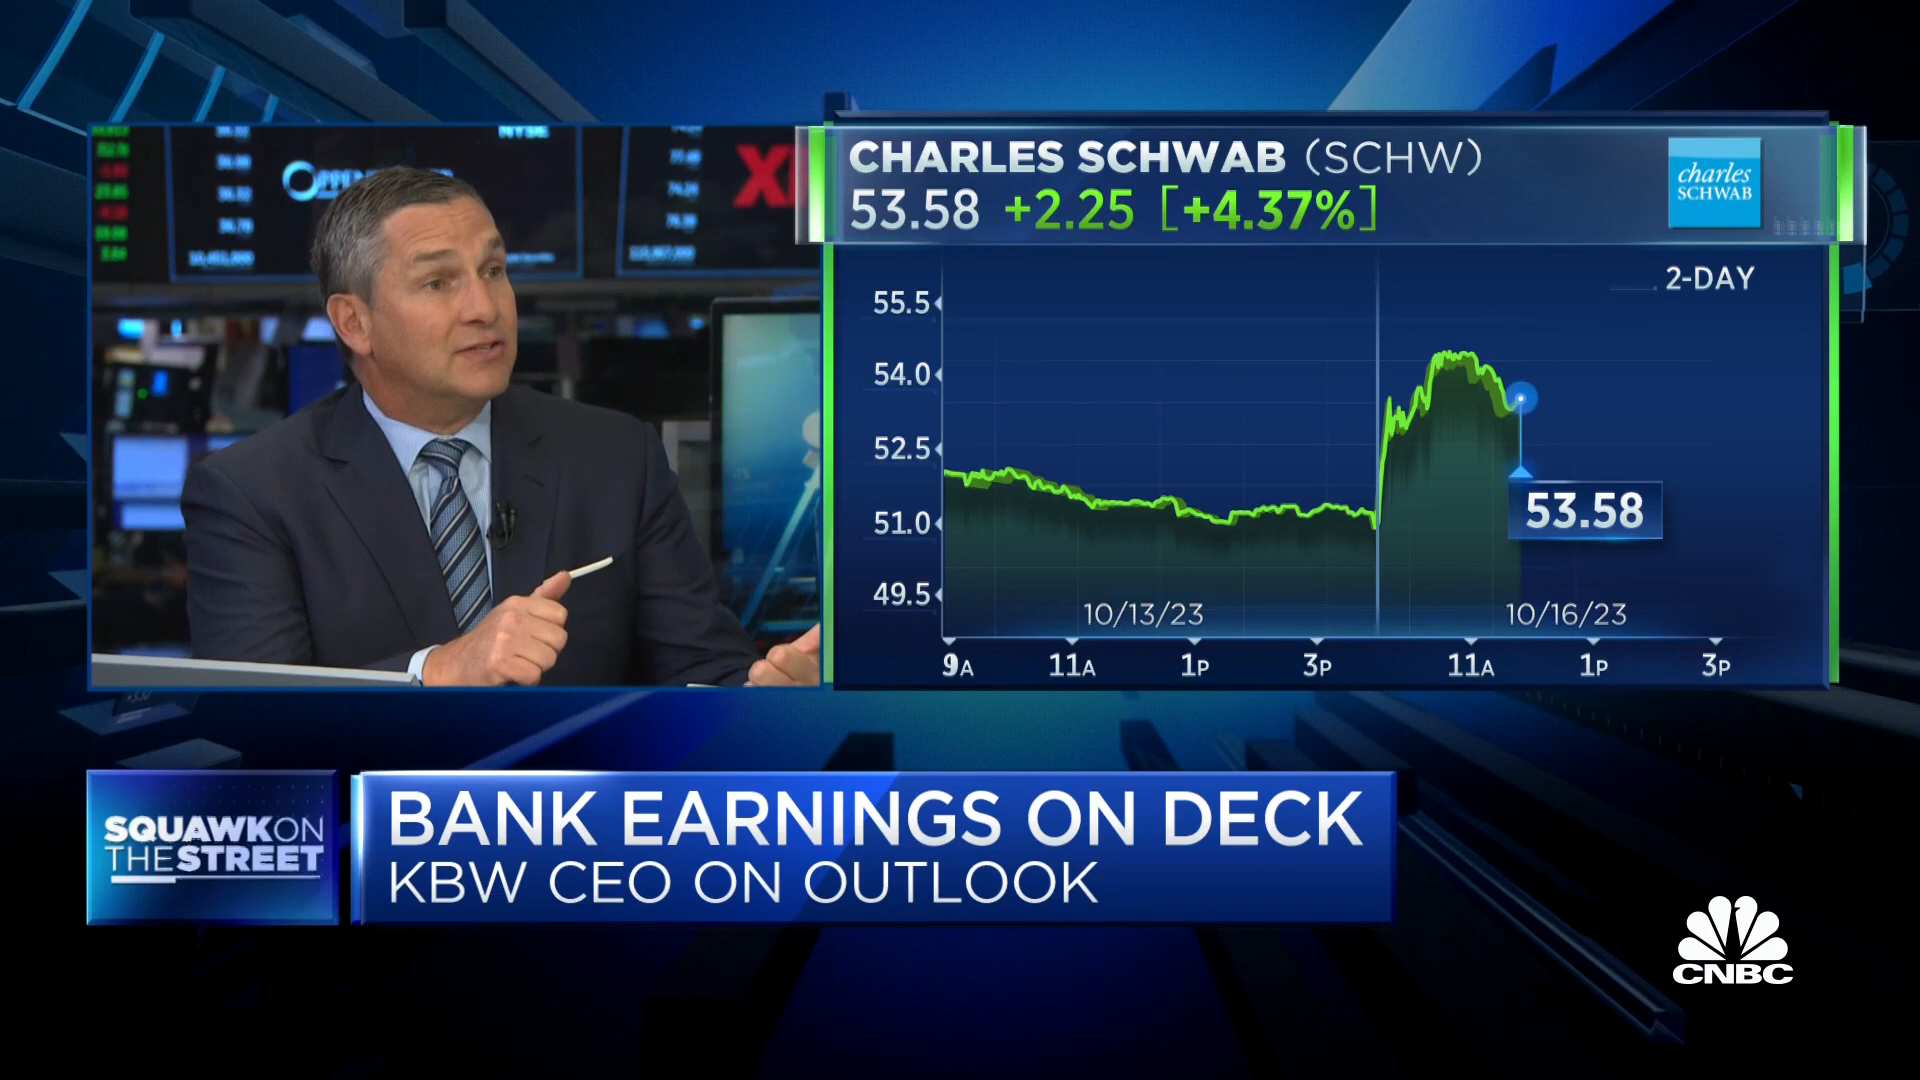 NYSE
CHARLES SCHWAB (SCHW)
53.58 +2.25 [+4.37%]
charles
SCHWAB
2-DAY
55.5
54.0
52.5
51.0
49.5
53.58
10/13/23
10/16/23
9A 11A 1P 3P 11A 1P 3P
SQUAWK ON
THE STREET
BANK EARNINGS ON DECK
KBW CEO ON OUTLOOK
CNBC